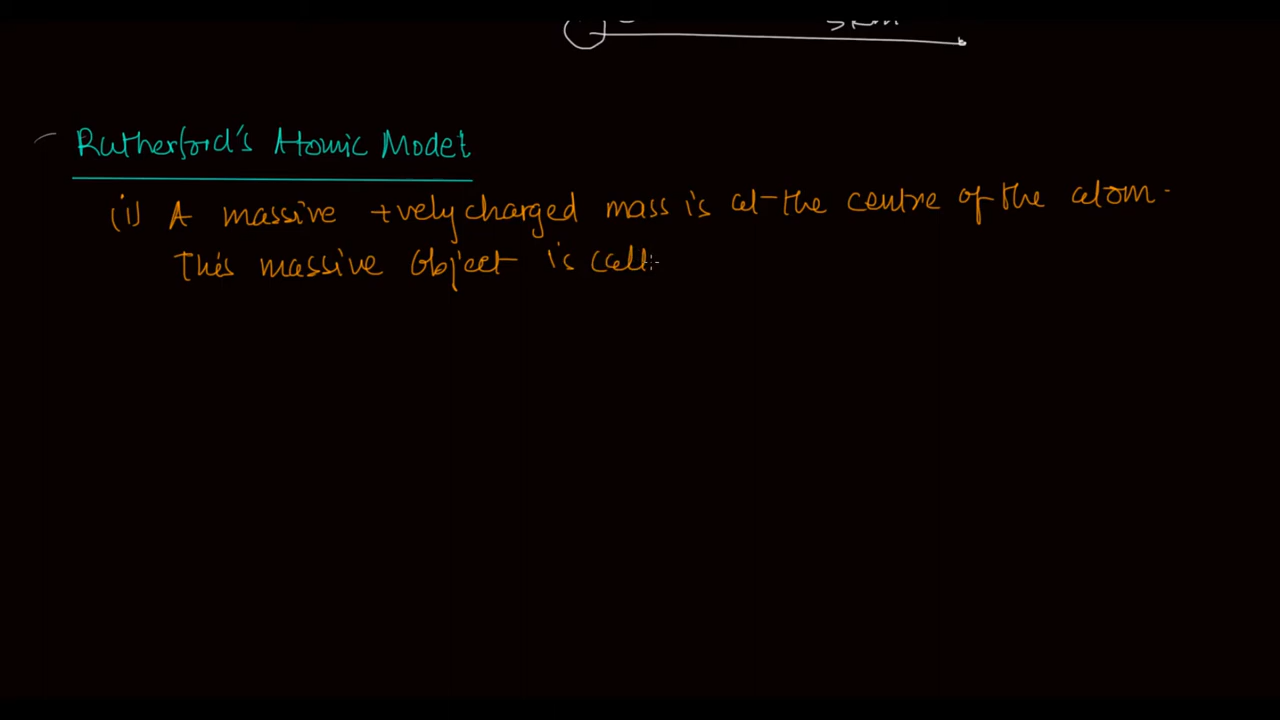 Rutherford's Atomic Model
(i) A massive +vely charged mass is at the centre of the atom.
This massive object is call